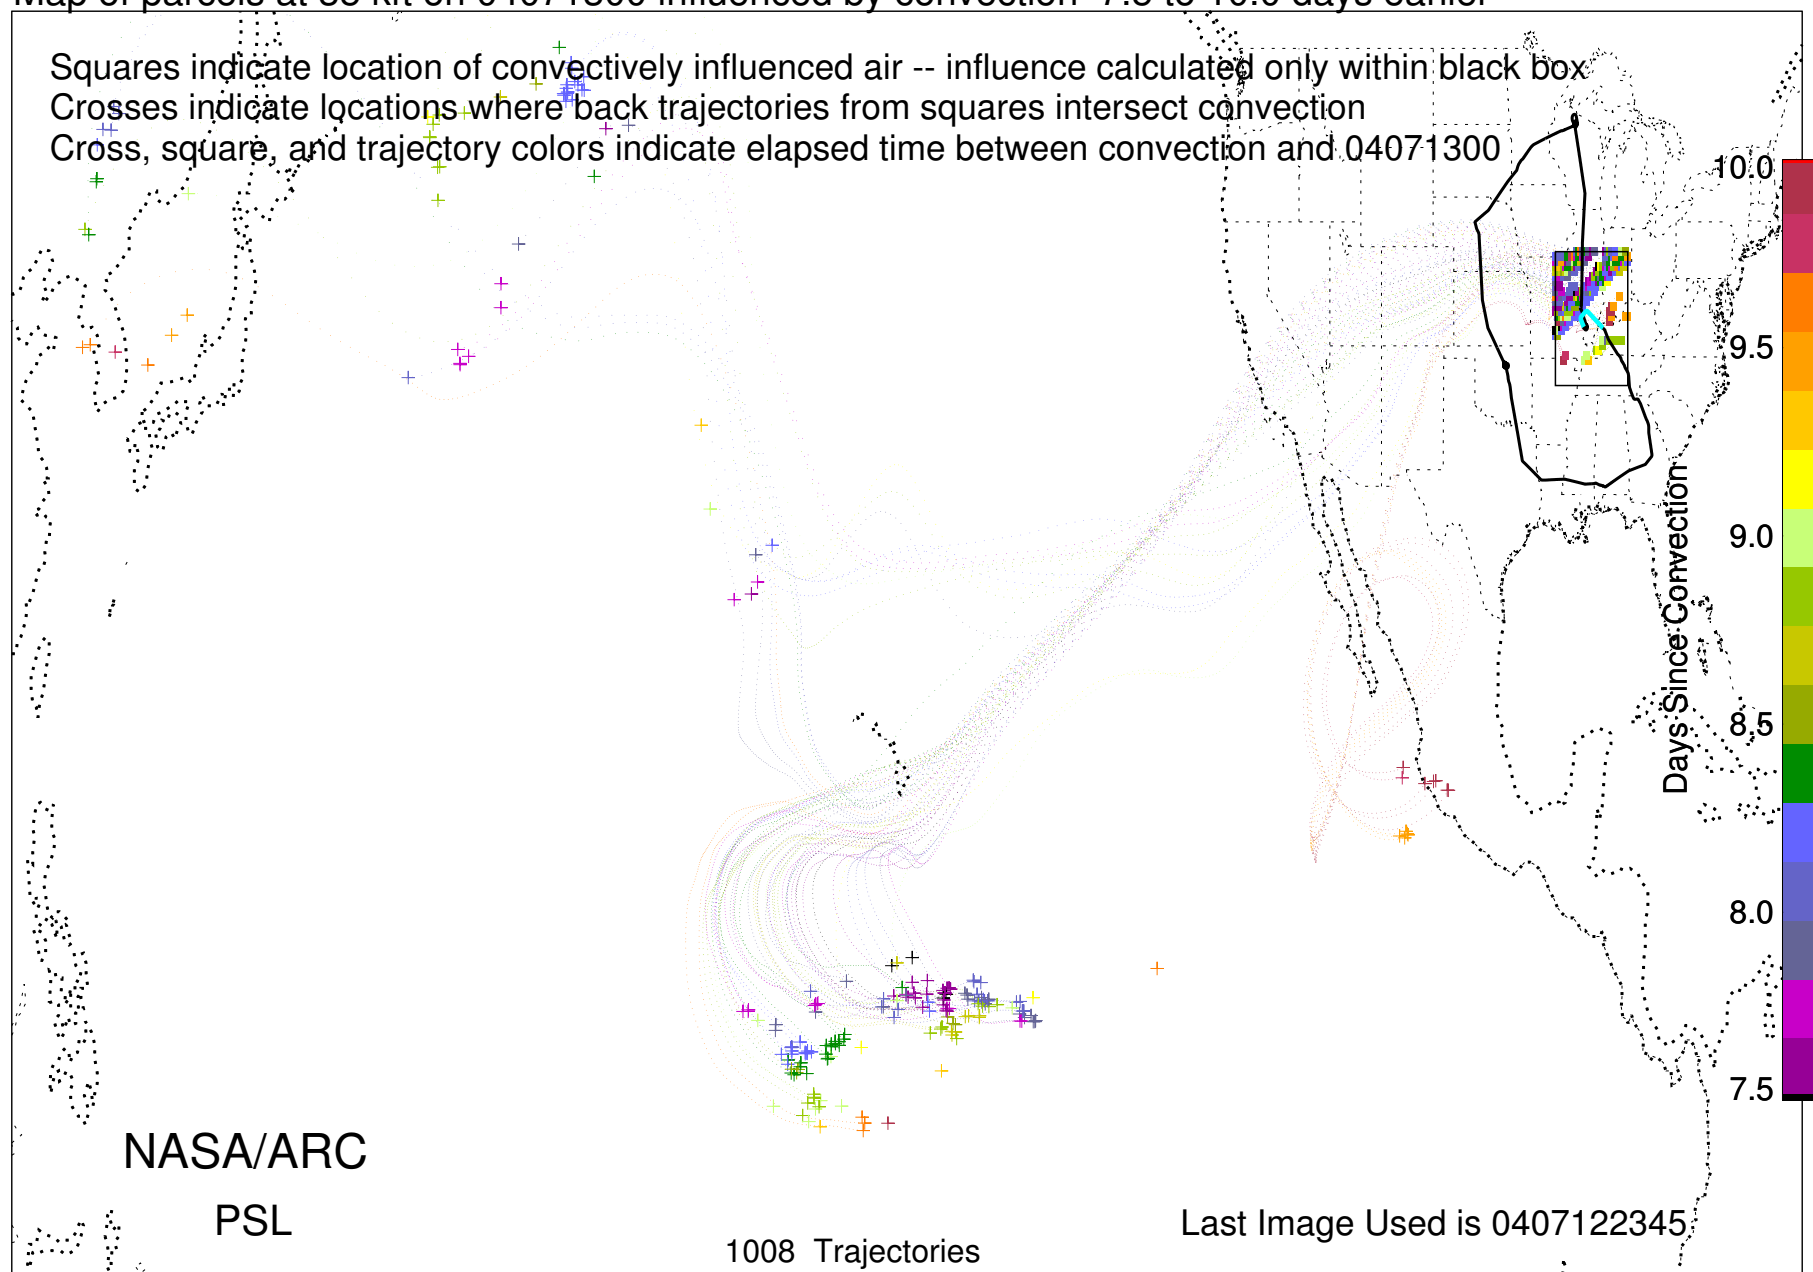 Squares indicate location of convectively influenced air -- influence calculated only within black box
Crosses indicate locations where back trajectories from squares intersect convection
Cross, square, and trajectory colors indicate elapsed time between convection and 04071300
10.0
9.5
9.0
8.5
8.0
7.5
Days Since Convection
NASA/ARC
PSL
1008 Trajectories
Last Image Used is 0407122345